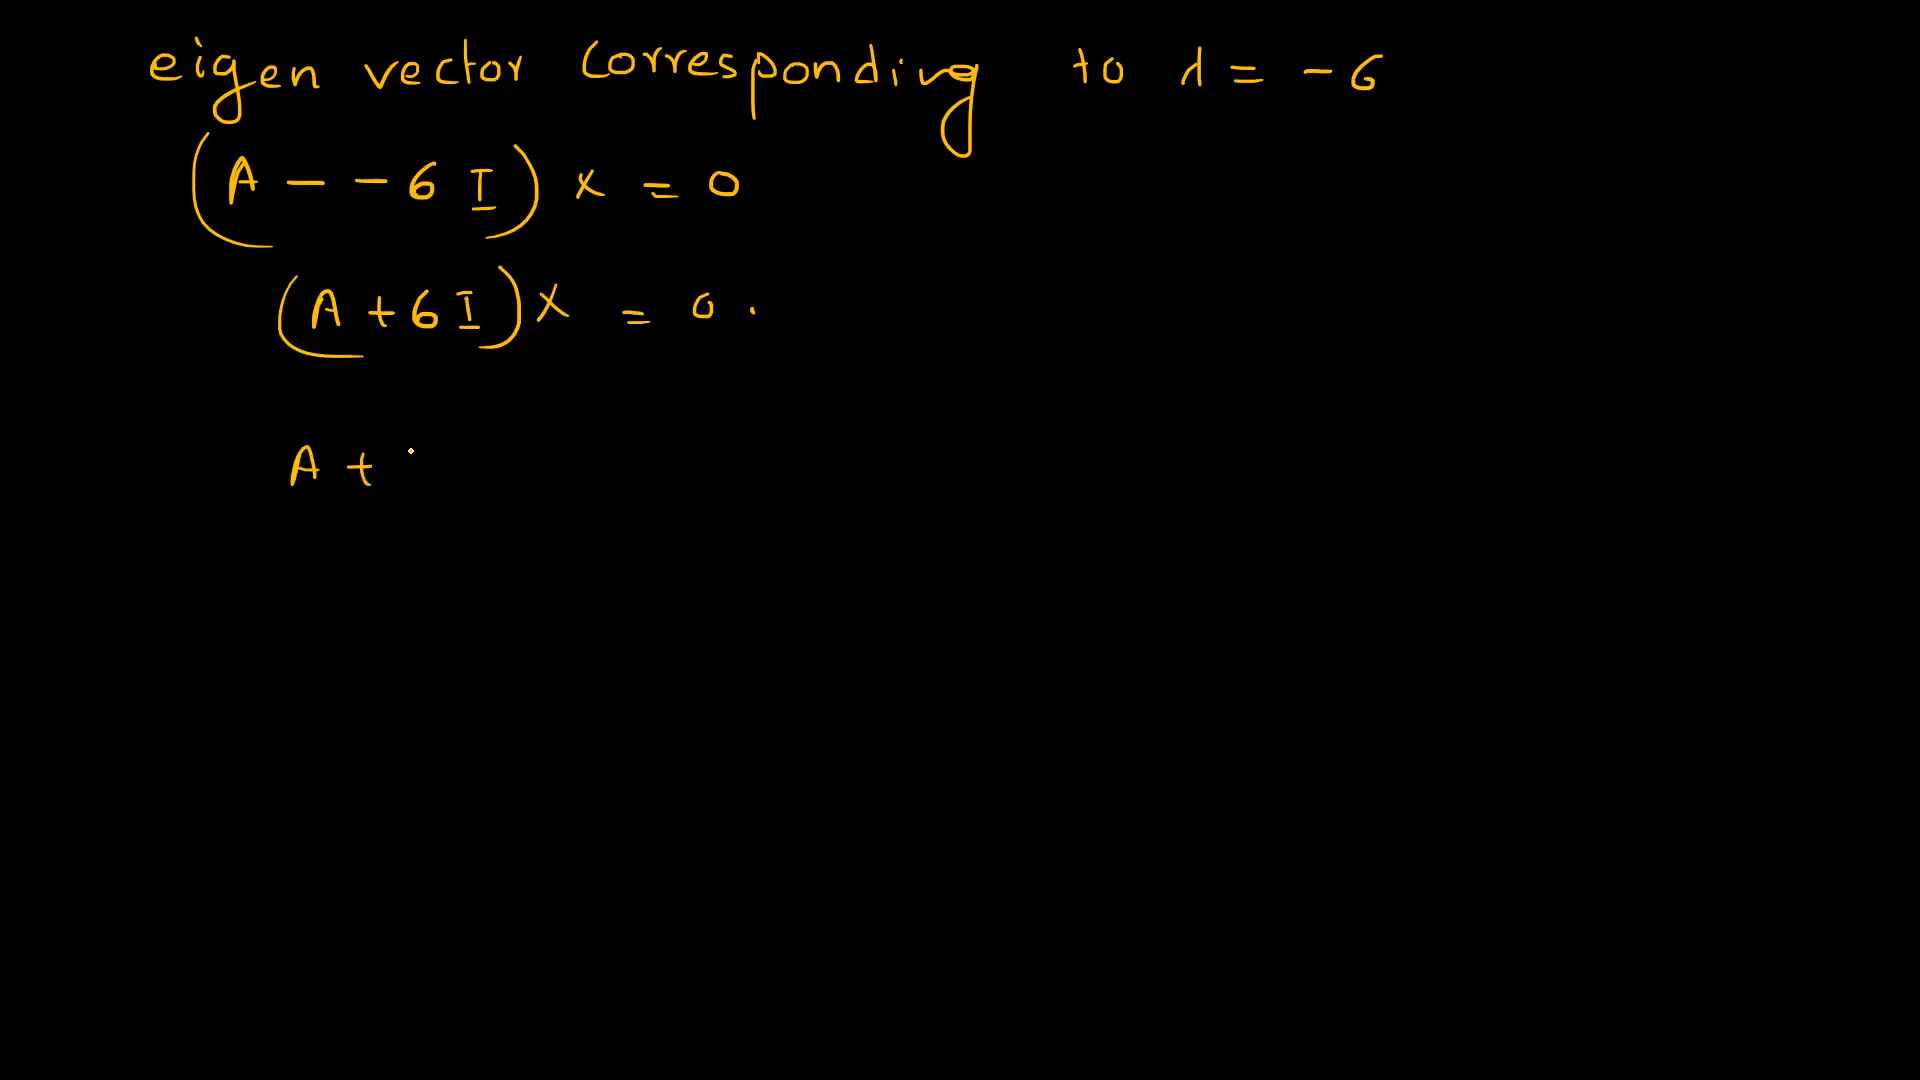 eigen vector corresponding to λ = -6
(A - -6 I) x = 0
(A + 6 I) X = 0 .
A +